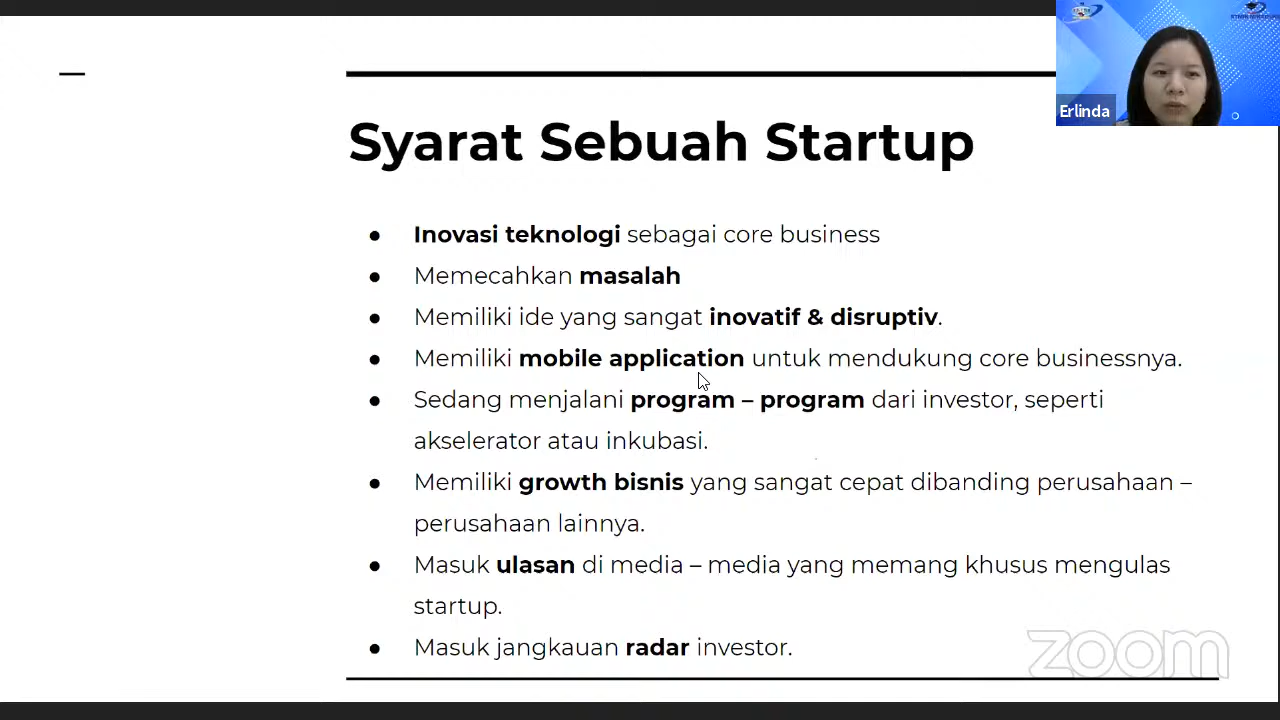 Erlinda
Syarat Sebuah Startup
● Inovasi teknologi sebagai core business
● Memecahkan masalah
● Memiliki ide yang sangat inovatif & disruptiv.
● Memiliki mobile application untuk mendukung core businessnya.
● Sedang menjalani program – program dari investor, seperti
akselerator atau inkubasi.
● Memiliki growth bisnis yang sangat cepat dibanding perusahaan –
perusahaan lainnya.
● Masuk ulasan di media – media yang memang khusus mengulas
startup.
● Masuk jangkauan radar investor.
zoom